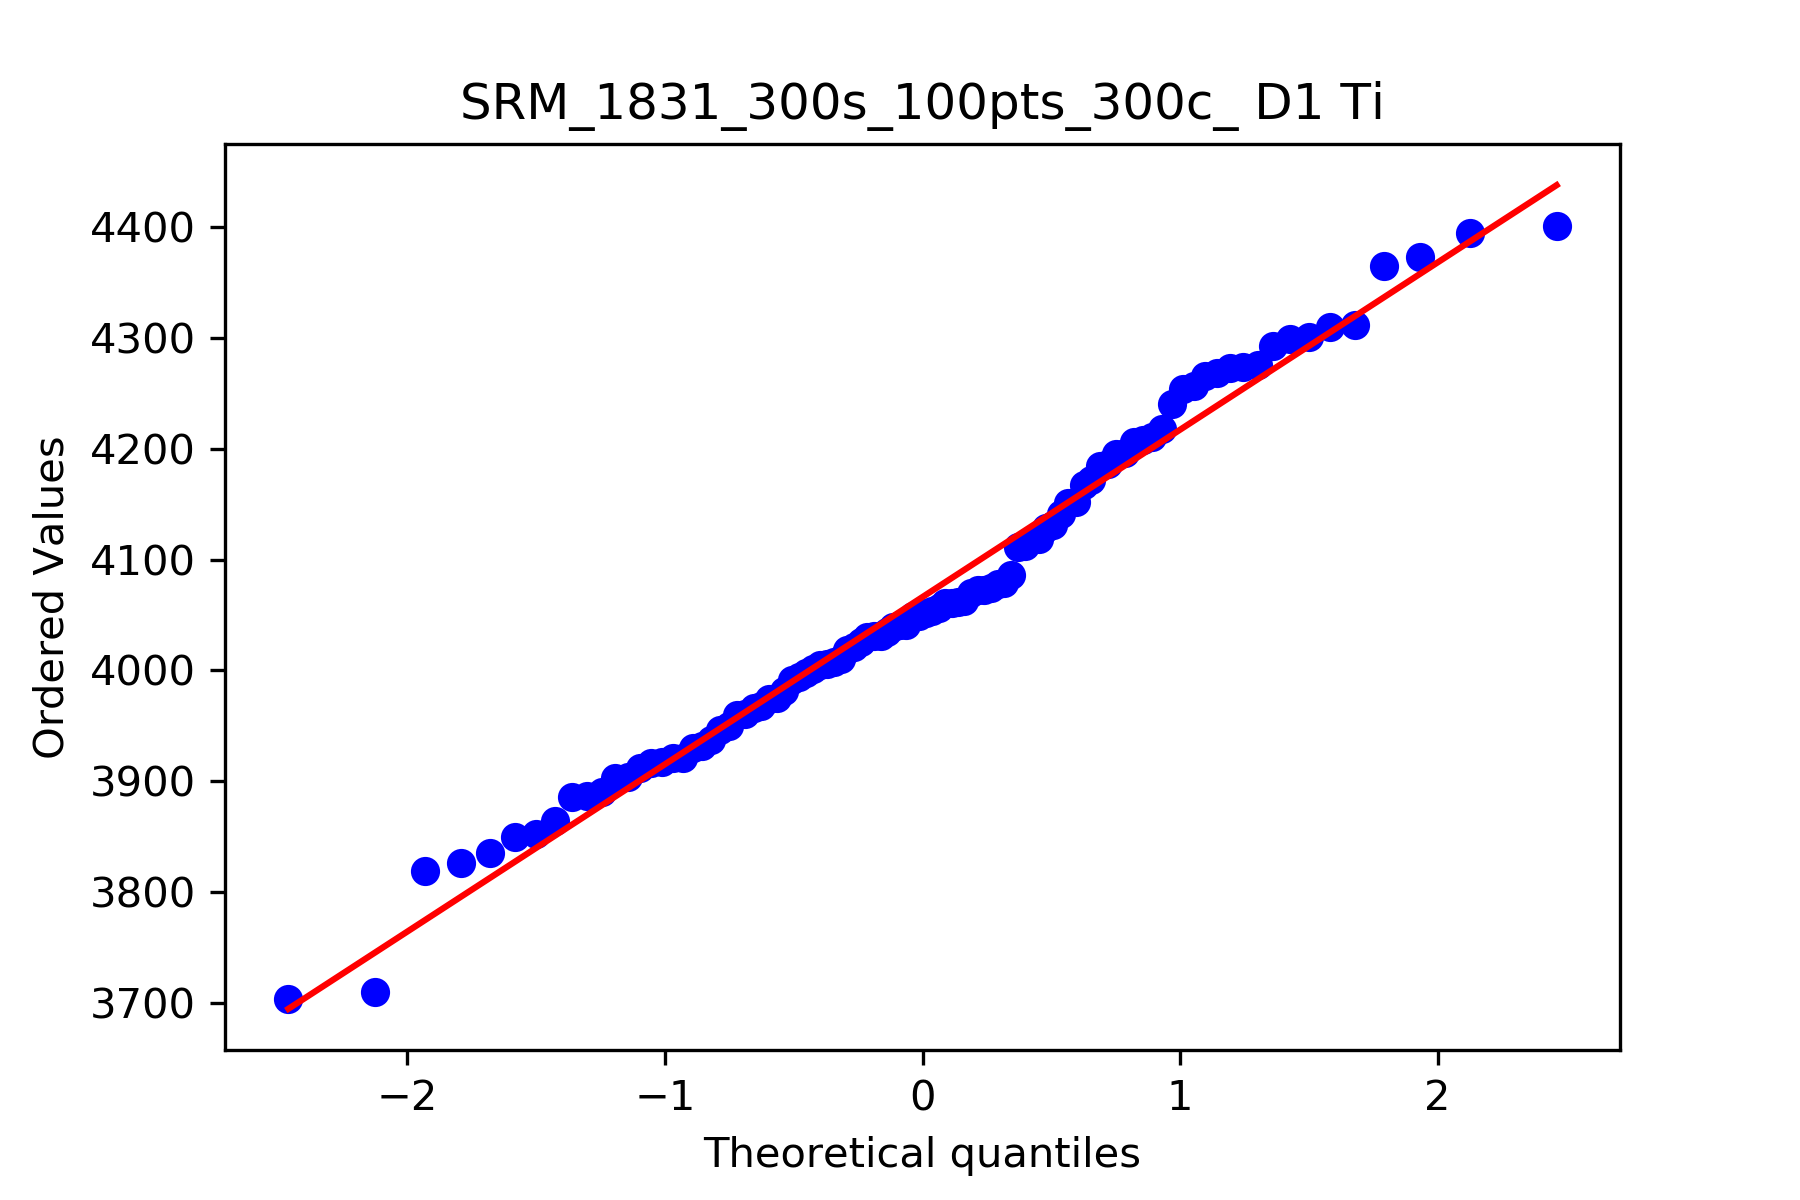 SRM_1831_300s_100pts_300c_ D1 Ti
4400
4300
4200
4100
4000
3900
3800
3700
Ordered Values
−2 −1 0 1 2
Theoretical quantiles